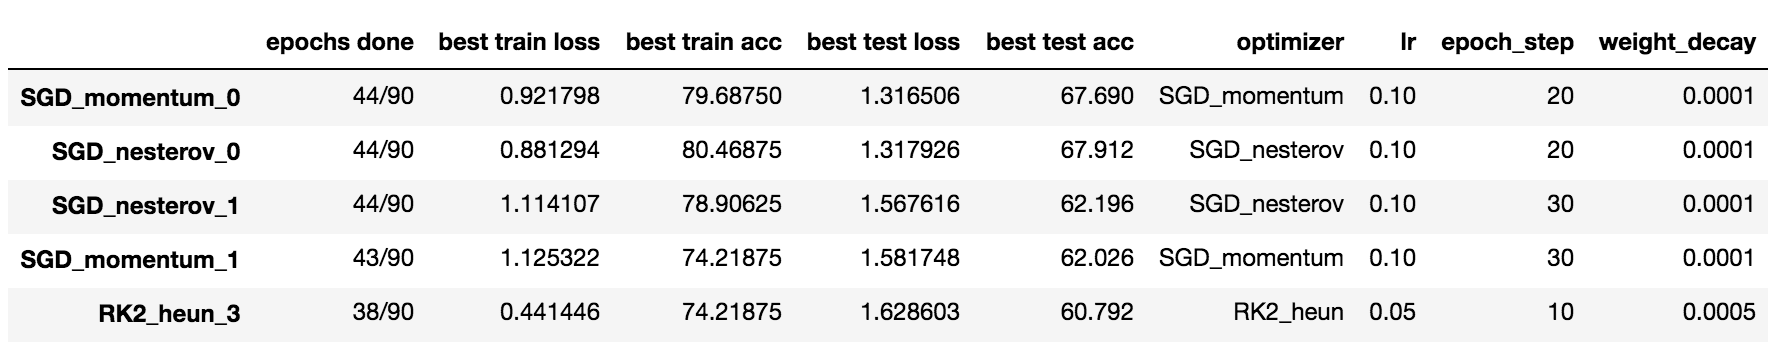 epochs done best train loss best train acc best test loss best test acc optimizer lr epoch_step weight_decay
SGD_momentum_0 44/90 0.921798 79.68750 1.316506 67.690 SGD_momentum 0.10 20 0.0001
SGD_nesterov_0 44/90 0.881294 80.46875 1.317926 67.912 SGD_nesterov 0.10 20 0.0001
SGD_nesterov_1 44/90 1.114107 78.90625 1.567616 62.196 SGD_nesterov 0.10 30 0.0001
SGD_momentum_1 43/90 1.125322 74.21875 1.581748 62.026 SGD_momentum 0.10 30 0.0001
RK2_heun_3 38/90 0.441446 74.21875 1.628603 60.792 RK2_heun 0.05 10 0.0005